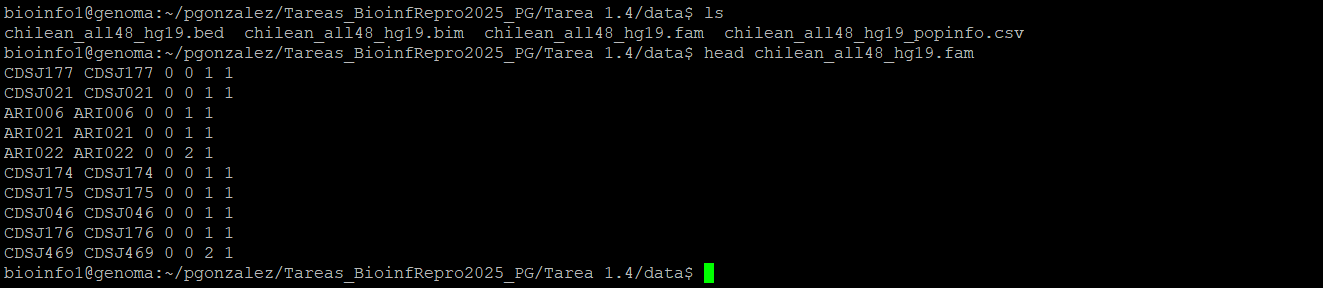 bioinfo1@genoma:~/pgonzalez/Tareas_BioinfRepro2025_PG/Tarea 1.4/data$ ls
chilean_all48_hg19.bed  chilean_all48_hg19.bim  chilean_all48_hg19.fam  chilean_all48_hg19_popinfo.csv
bioinfo1@genoma:~/pgonzalez/Tareas_BioinfRepro2025_PG/Tarea 1.4/data$ head chilean_all48_hg19.fam
CDSJ177 CDSJ177 0 0 1 1
CDSJ021 CDSJ021 0 0 1 1
ARI006 ARI006 0 0 1 1
ARI021 ARI021 0 0 1 1
ARI022 ARI022 0 0 2 1
CDSJ174 CDSJ174 0 0 1 1
CDSJ175 CDSJ175 0 0 1 1
CDSJ046 CDSJ046 0 0 1 1
CDSJ176 CDSJ176 0 0 1 1
CDSJ469 CDSJ469 0 0 2 1
bioinfo1@genoma:~/pgonzalez/Tareas_BioinfRepro2025_PG/Tarea 1.4/data$